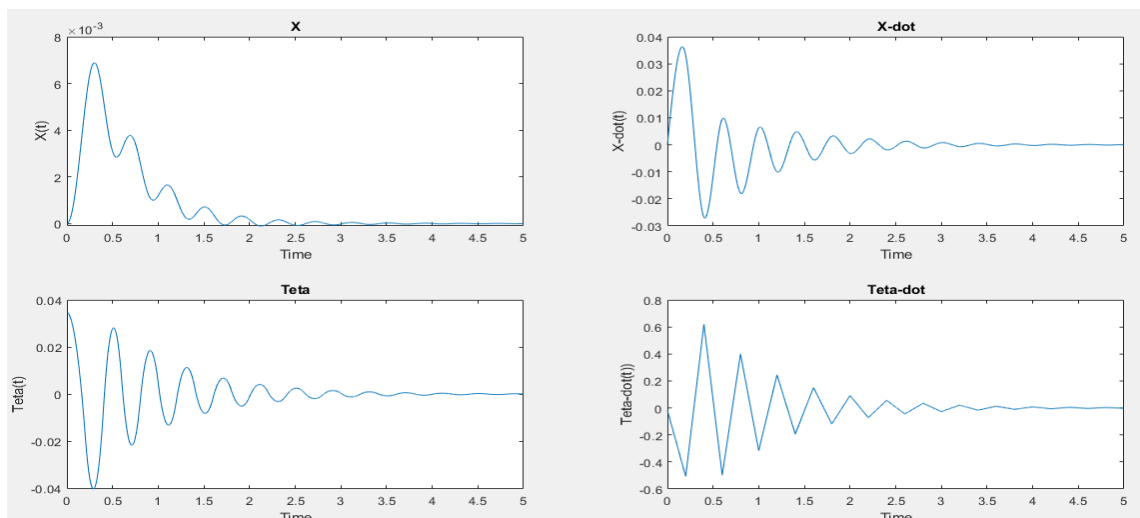 X
×10⁻³
8
6
4
2
0
X(t)
0 0.5 1 1.5 2 2.5 3 3.5 4 4.5 5
Time
X-dot
0.04
0.03
0.02
0.01
0
-0.01
-0.02
-0.03
X-dot(t)
0 0.5 1 1.5 2 2.5 3 3.5 4 4.5 5
Time
Teta
0.04
0.02
0
-0.02
-0.04
Teta(t)
0 0.5 1 1.5 2 2.5 3 3.5 4 4.5 5
Time
Teta-dot
0.8
0.6
0.4
0.2
0
-0.2
-0.4
-0.6
Teta-dot(t))
0 0.5 1 1.5 2 2.5 3 3.5 4 4.5 5
Time